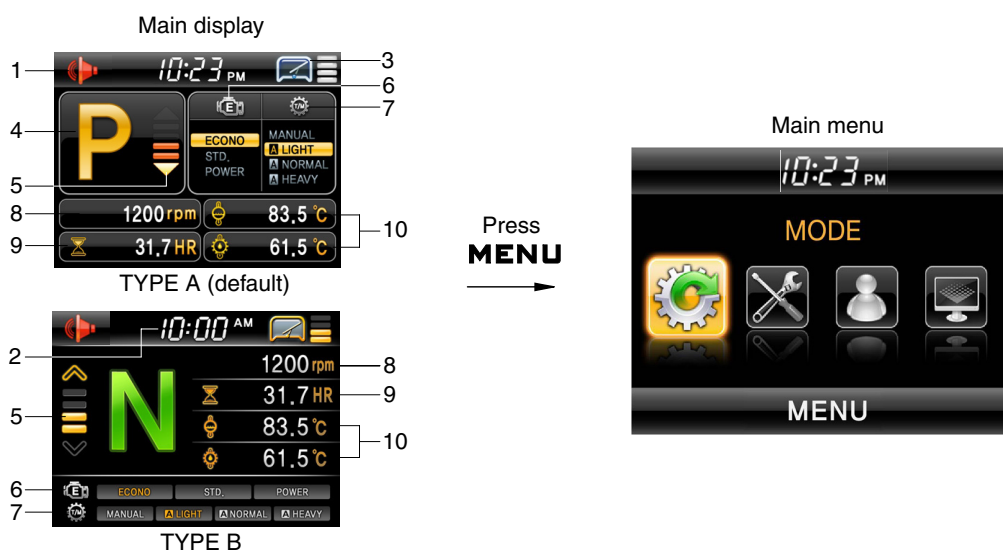 Main display
1
10:23 PM
3
6
7
4
P
E
T/M
ECONO
STD.
POWER
MANUAL
A LIGHT
A NORMAL
A HEAVY
5
8
1200 rpm
83.5 °C
9
31.7 HR
61.5 °C
10
TYPE A (default)
Press
MENU
Main menu
10:23 PM
MODE
MENU
2
10:00 AM
N
5
1200 rpm
8
31.7 HR
9
83.5 °C
61.5 °C
10
6
E
ECONO
STD.
POWER
7
T/M
MANUAL
A LIGHT
A NORMAL
A HEAVY
TYPE B